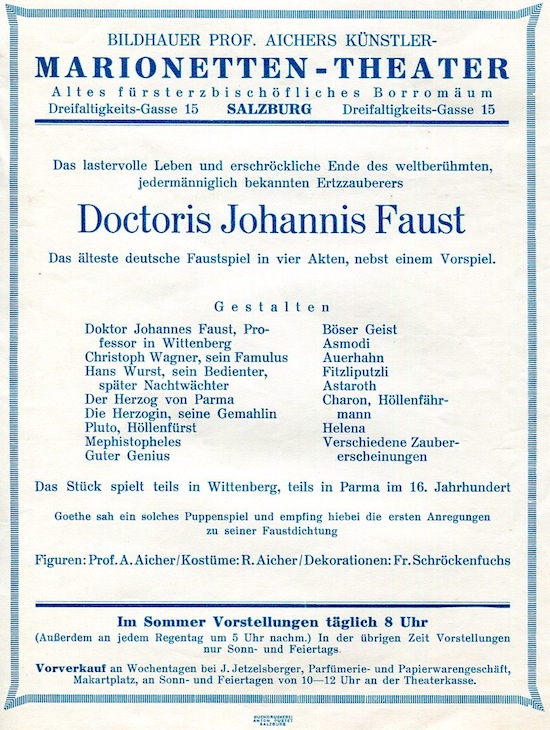 BILDHAUER PROF. AICHERS KÜNSTLER-
MARIONETTEN-THEATER
Altes fürsterzbischöfliches Borromäum
Dreifaltigkeits-Gasse 15 SALZBURG Dreifaltigkeits-Gasse 15
Das lastervolle Leben und erschröckliche Ende des weltberühmten,
jedermänniglich bekannten Ertzzauberers
Doctoris Johannis Faust
Das älteste deutsche Faustspiel in vier Akten, nebst einem Vorspiel.
Gestalten
Doktor Johannes Faust, Pro-
fessor in Wittenberg
Christoph Wagner, sein Famulus
Hans Wurst, sein Bedienter,
später Nachtwächter
Der Herzog von Parma
Die Herzogin, seine Gemahlin
Pluto, Höllenfürst
Mephistopheles
Guter Genius
Böser Geist
Asmodi
Auerhahn
Fitzliputzli
Astaroth
Charon, Höllenfähr-
mann
Helena
Verschiedene Zauber-
erscheinungen
Das Stück spielt teils in Wittenberg, teils in Parma im 16. Jahrhundert
Goethe sah ein solches Puppenspiel und empfing hiebei die ersten Anregungen
zu seiner Faustdichtung
Figuren: Prof. A. Aicher/Kostüme: R. Aicher/Dekorationen: Fr. Schröckenfuchs
Im Sommer Vorstellungen täglich 8 Uhr
(Außerdem an jedem Regentag um 5 Uhr nachm.) In der übrigen Zeit Vorstellungen
nur Sonn- und Feiertags.
Vorverkauf an Wochentagen bei J. Jetzelsberger, Parfümerie- und Papierwarengeschäft,
Makartplatz, an Sonn- und Feiertagen von 10—12 Uhr an der Theaterkasse.
BUCHDRUCKEREI
ANTON PUSTET
SALZBURG